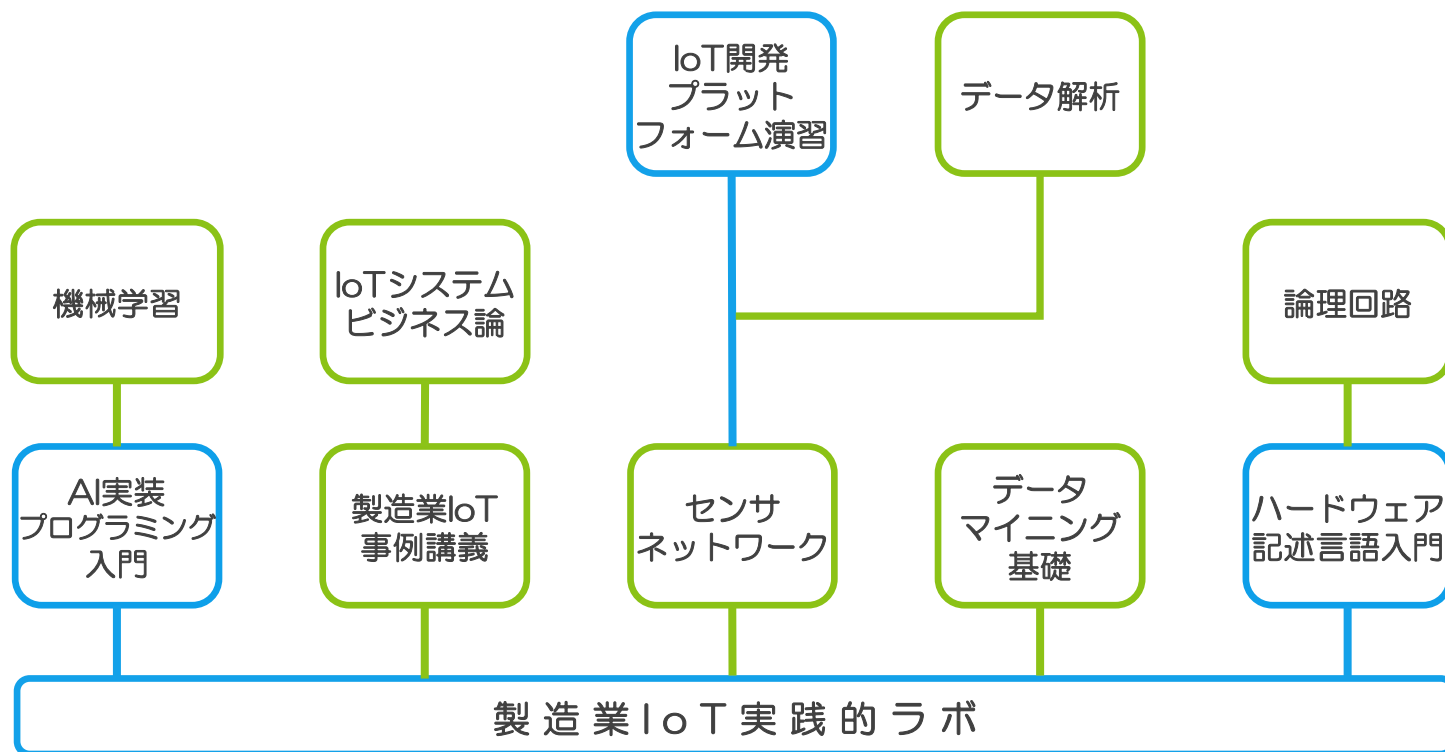 IoT開発
プラット
フォーム演習
データ解析
機械学習
IoTシステム
ビジネス論
論理回路
AI実装
プログラミング
入門
製造業IoT
事例講義
センサ
ネットワーク
データ
マイニング
基礎
ハードウェア
記述言語入門
製造業IoT実践的ラボ